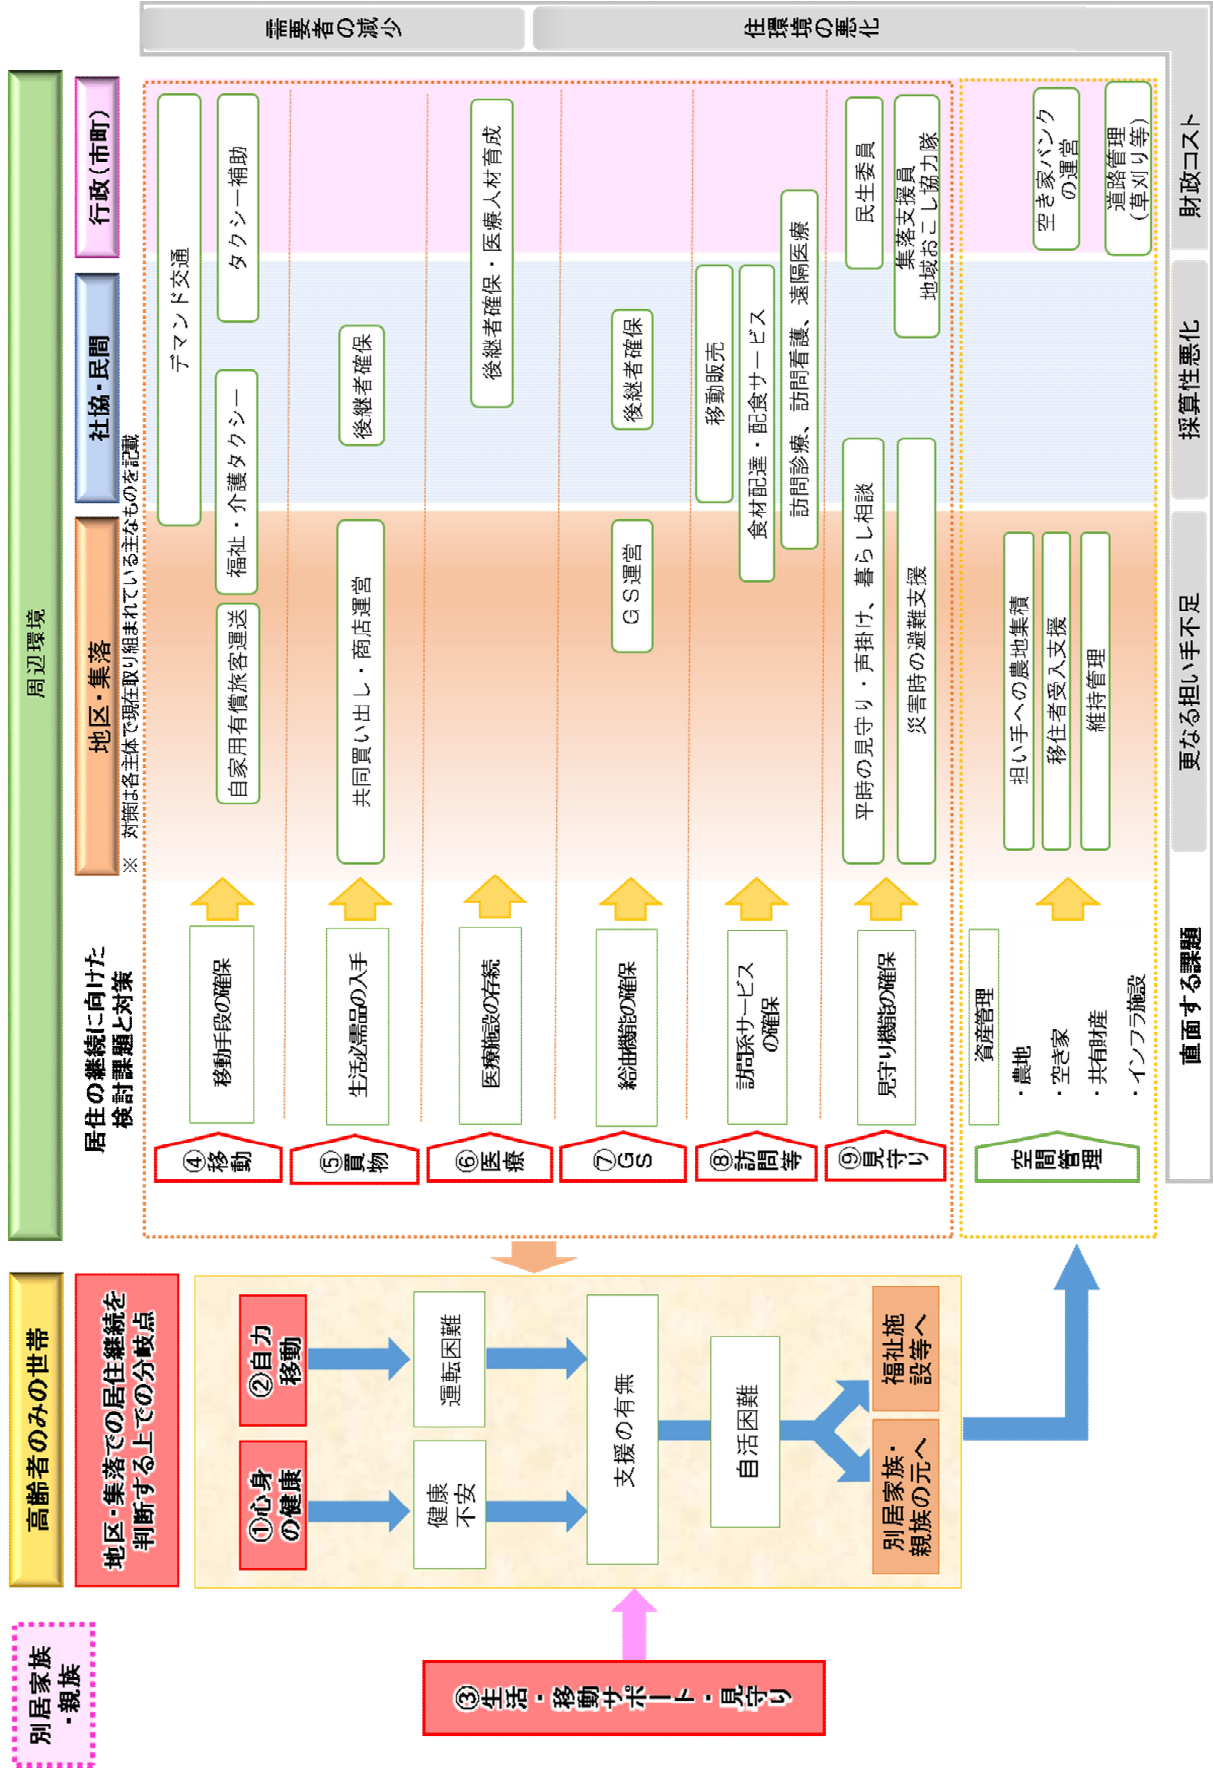 別居家族
・親族
高齢者のみの世帯
周辺環境
地区・集落での居住継続を
判断する上での分岐点
居住の継続に向けた
検討課題と対策
地区・集落
社協・民間
行政（市町）
※　対策は各主体で現在取り組まれている主なものを記載
③生活・移動サポート・見守り
①心身
の健康
②自力
移動
健康
不安
運転困難
支援の有無
自活困難
別居家族・
親族の元へ
福祉施
設等へ
④移
動
移動手段の確保
デマンド交通
自家用有償旅客運送
福祉・介護タクシー
タクシー補助
⑤買
物
生活必需品の入手
共同買い出し・商店運営
後継者確保
⑥医
療
医療施設の存続
後継者確保・医療人材育成
⑦GS
給油機能の確保
ＧＳ運営
後継者確保
⑧訪問
等
訪問系サービス
の確保
移動販売
食材配達・配食サービス
訪問診療、訪問看護、遠隔医療
⑨見
守り
見守り機能の確保
平時の見守り・声掛け、暮らし相談
民生委員
災害時の避難支援
集落支援員
地域おこし協力隊
空間
管理
資産管理
・農地
・空き家
・共有財産
・インフラ施設
担い手への農地集積
移住者受入支援
維持管理
空き家バンク
の運営
道路管理
（草刈り等）
直面する課題
更なる担い手不足
採算性悪化
財政コスト
需要者の減少
住環境の悪化